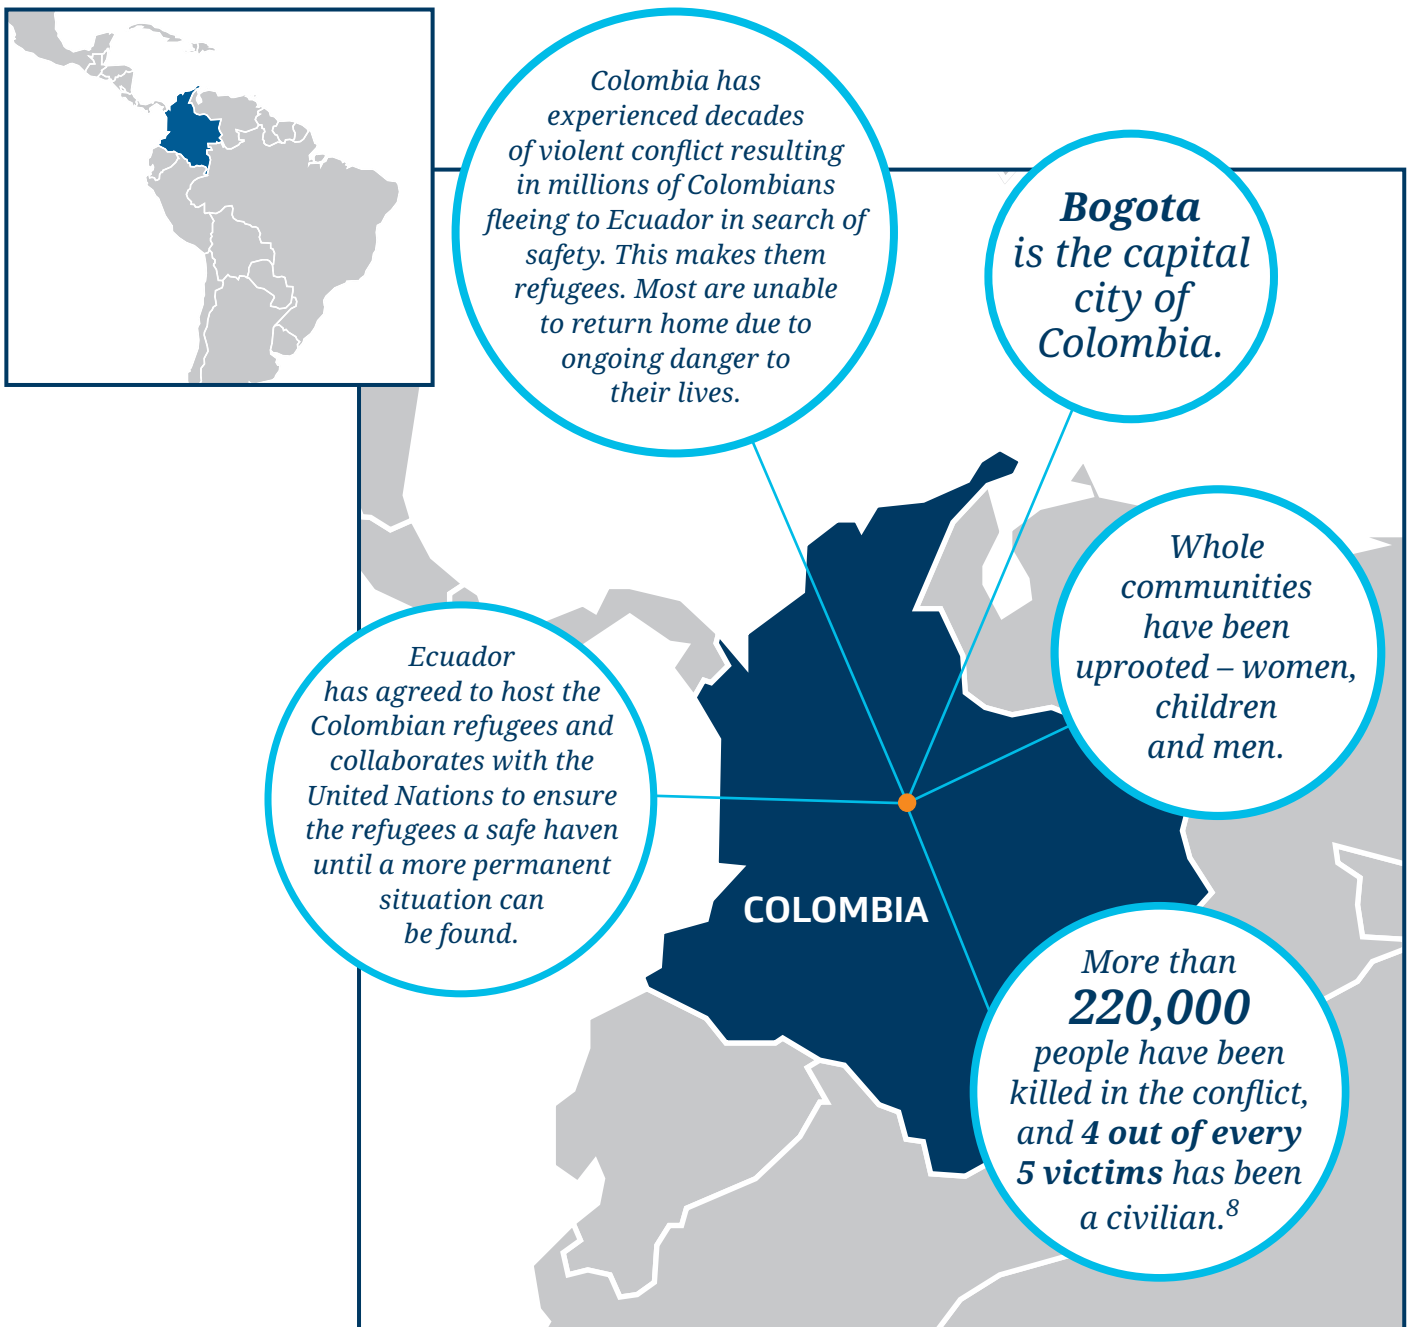 Colombia has
experienced decades
of violent conflict resulting
in millions of Colombians
fleeing to Ecuador in search of
safety. This makes them
refugees. Most are unable
to return home due to
ongoing danger to
their lives.
Bogota
is the capital
city of
Colombia.
Whole
communities
have been
uprooted – women,
children
and men.
Ecuador
has agreed to host the
Colombian refugees and
collaborates with the
United Nations to ensure
the refugees a safe haven
until a more permanent
situation can
be found.
COLOMBIA
More than
220,000
people have been
killed in the conflict,
and 4 out of every
5 victims has been
a civilian.8